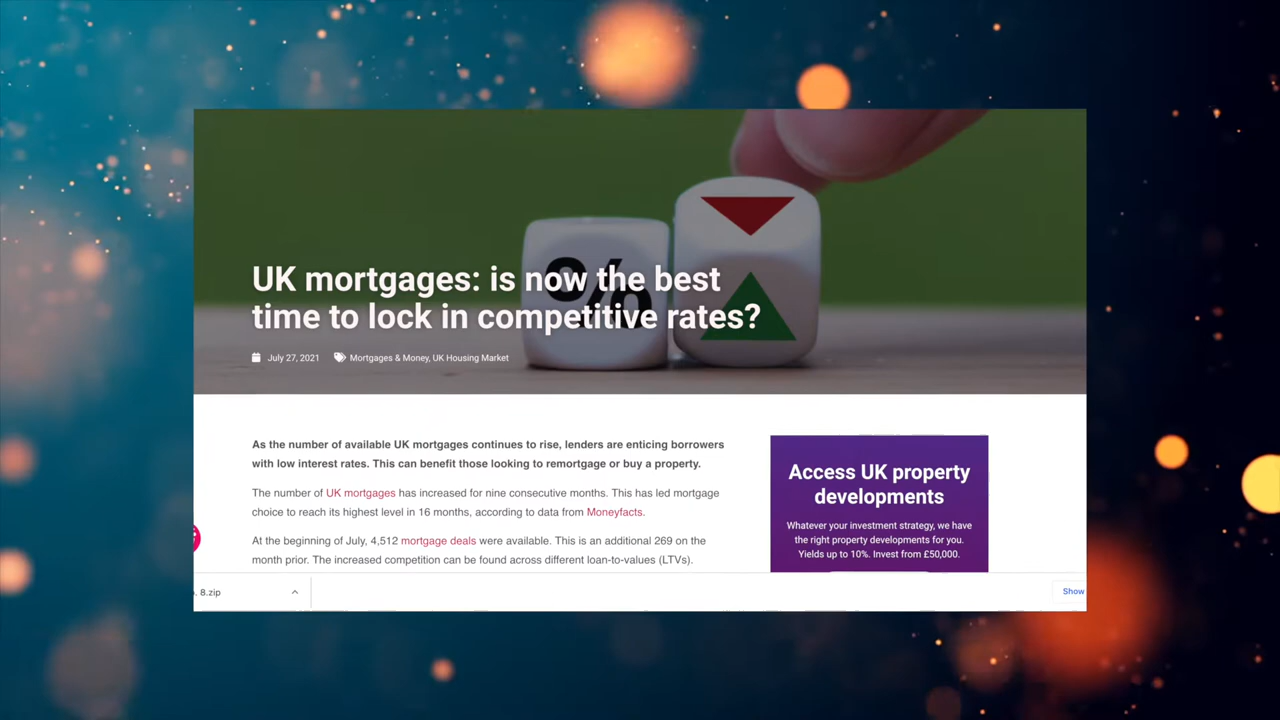 %
UK mortgages: is now the best
time to lock in competitive rates?
July 27, 2021 Mortgages & Money, UK Housing Market
As the number of available UK mortgages continues to rise, lenders are enticing borrowers
with low interest rates. This can benefit those looking to remortgage or buy a property.
The number of UK mortgages has increased for nine consecutive months. This has led mortgage
choice to reach its highest level in 16 months, according to data from Moneyfacts.
At the beginning of July, 4,512 mortgage deals were available. This is an additional 269 on the
month prior. The increased competition can be found across different loan-to-values (LTVs).
Access UK property
developments
Whatever your investment strategy, we have
the right property developments for you.
Yields up to 10%. Invest from £50,000.
. 8.zip
Show